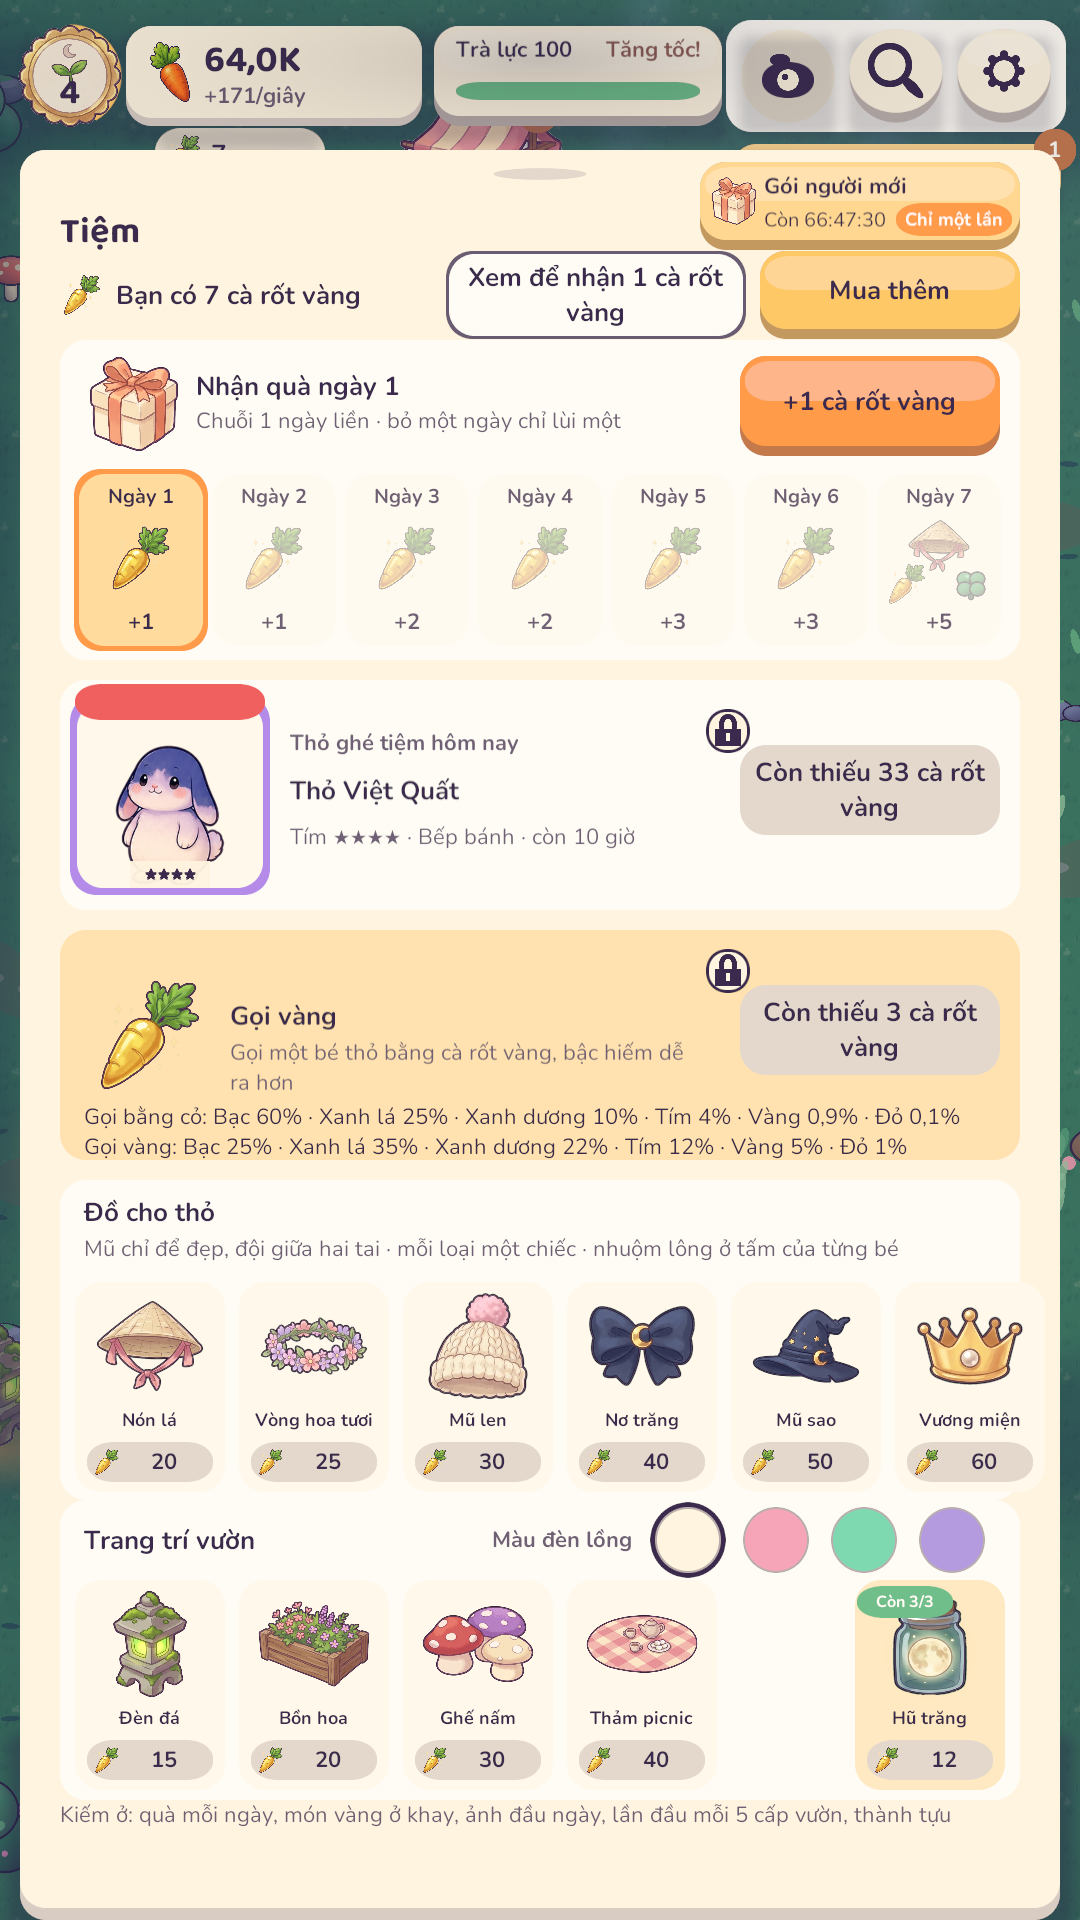 4
64,0K
+171/giây
Trà lực 100
Tăng tốc!
1
Gói người mới
Còn 66:47:30
Chỉ một lần
Tiệm
Bạn có 7 cà rốt vàng
Xem để nhận 1 cà rốt
vàng
Mua thêm
Nhận quà ngày 1
Chuỗi 1 ngày liền · bỏ một ngày chỉ lùi một
+1 cà rốt vàng
Ngày 1
Ngày 2
Ngày 3
Ngày 4
Ngày 5
Ngày 6
Ngày 7
+1
+1
+2
+2
+3
+3
+5
Thỏ ghé tiệm hôm nay
Thỏ Việt Quất
Tím ★★★★ · Bếp bánh · còn 10 giờ
★★★★
Còn thiếu 33 cà rốt
vàng
Gọi vàng
Gọi một bé thỏ bằng cà rốt vàng, bậc hiếm dễ
ra hơn
Còn thiếu 3 cà rốt
vàng
Gọi bằng cỏ: Bạc 60% · Xanh lá 25% · Xanh dương 10% · Tím 4% · Vàng 0,9% · Đỏ 0,1%
Gọi vàng: Bạc 25% · Xanh lá 35% · Xanh dương 22% · Tím 12% · Vàng 5% · Đỏ 1%
Đồ cho thỏ
Mũ chỉ để đẹp, đội giữa hai tai · mỗi loại một chiếc · nhuộm lông ở tấm của từng bé
Nón lá
Vòng hoa tươi
Mũ len
Nơ trăng
Mũ sao
Vương miện
20
25
30
40
50
60
Trang trí vườn
Màu đèn lồng
Còn 3/3
Đèn đá
Bồn hoa
Ghế nấm
Thảm picnic
Hũ trăng
15
20
30
40
12
Kiếm ở: quà mỗi ngày, món vàng ở khay, ảnh đầu ngày, lần đầu mỗi 5 cấp vườn, thành tựu